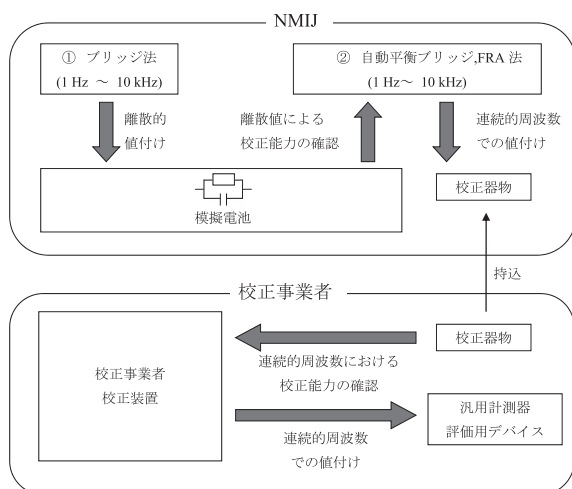 NMIJ
① ブリッジ法
(1 Hz ～ 10 kHz)
② 自動平衡ブリッジ,FRA 法
(1 Hz～ 10 kHz)
離散的
値付け
離散値による
校正能力の確認
連続的周波数
での値付け
模擬電池
校正器物
持込
校正事業者
校正事業者
校正装置
連続的周波数における
校正能力の確認
校正器物
連続的周波数
での値付け
汎用計測器
評価用デバイス